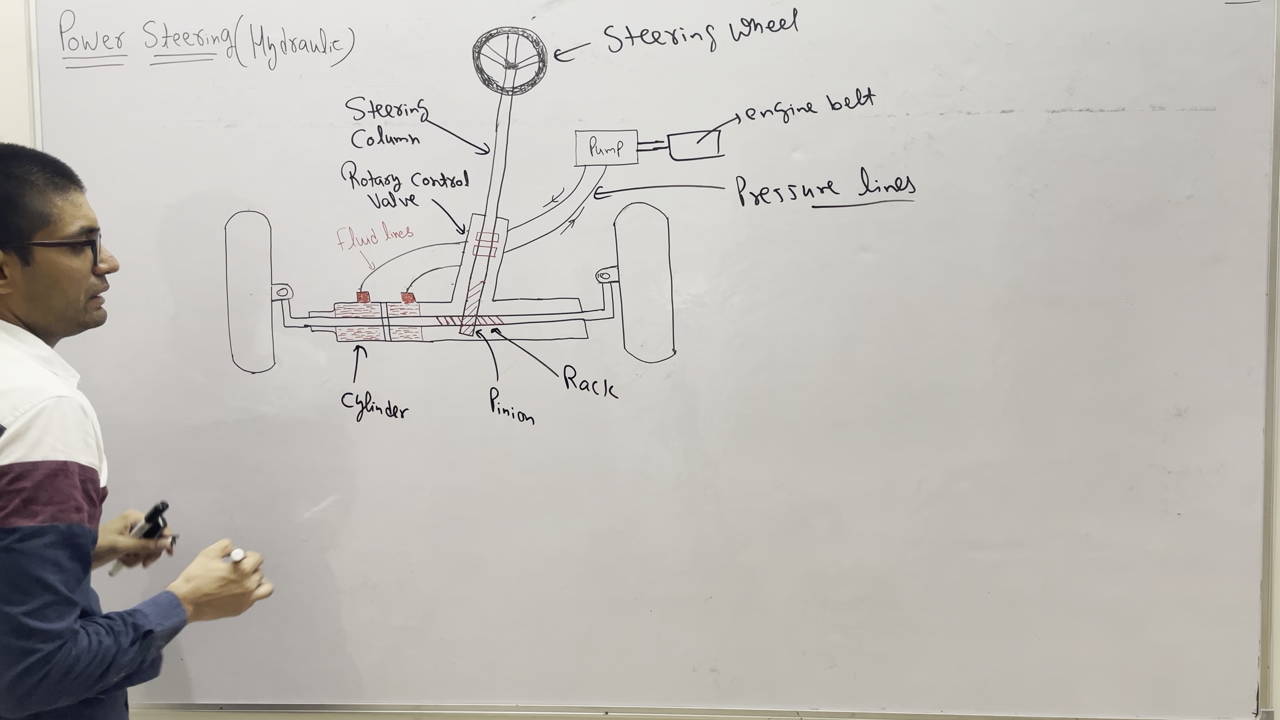 Power Steering (Hydraulic)
Steering Wheel
Steering
Column
engine belt
Pump
Rotary Control
Valve
Pressure lines
Fluid lines
Cylinder
Pinion
Rack